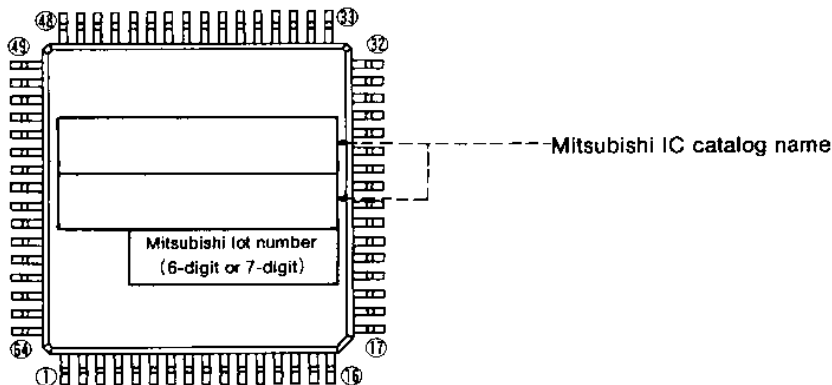 48 33
49 32
Mitsubishi IC catalog name
Mitsubishi lot number
(6-digit or 7-digit)
64 17
1 16